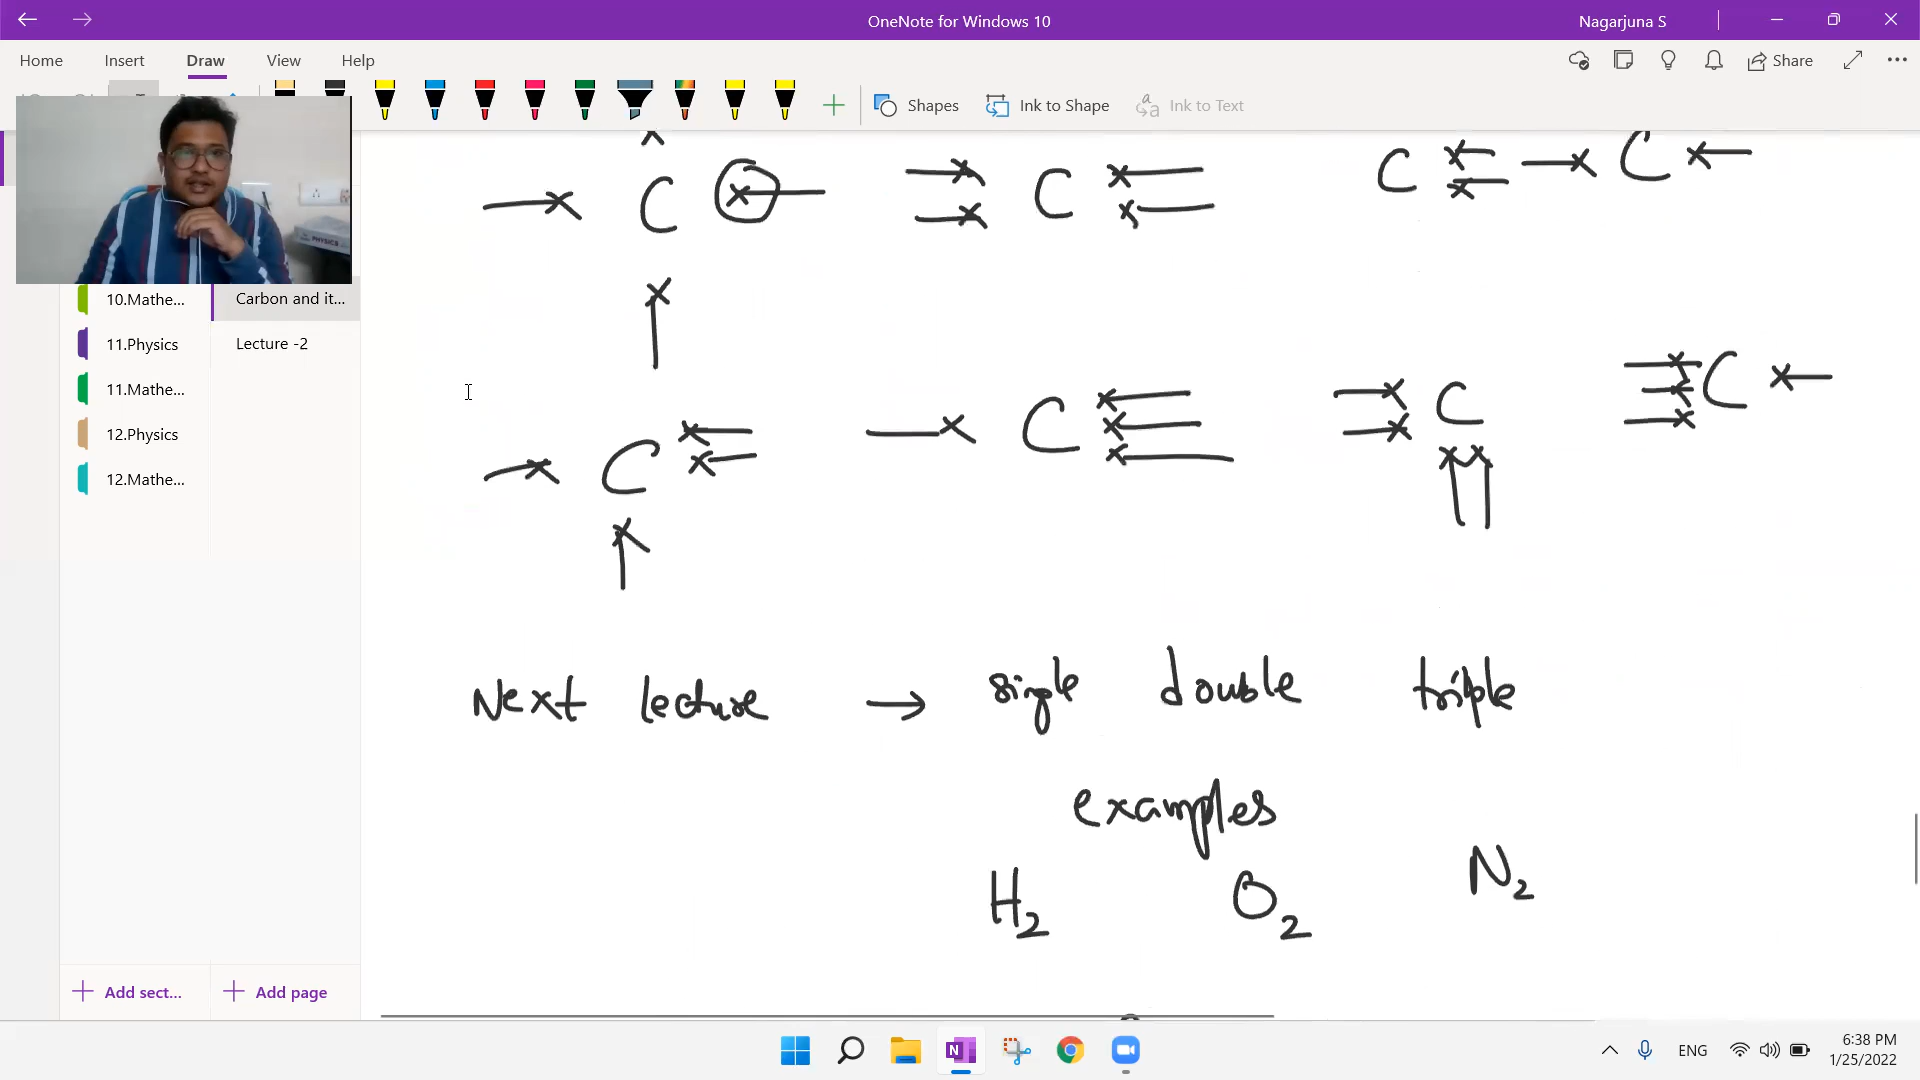 OneNote for Windows 10
Nagarjuna S
Home Insert Draw View Help
Share
Shapes Ink to Shape Ink to Text
PHYSICS
10.Mathe...
11.Physics
11.Mathe...
12.Physics
12.Mathe...
Carbon and it...
Lecture -2
C C C C
C C C C
Next lecture → single double triple
examples
H₂ O₂ N₂
Add sect...
Add page
ENG
6:38 PM
1/25/2022